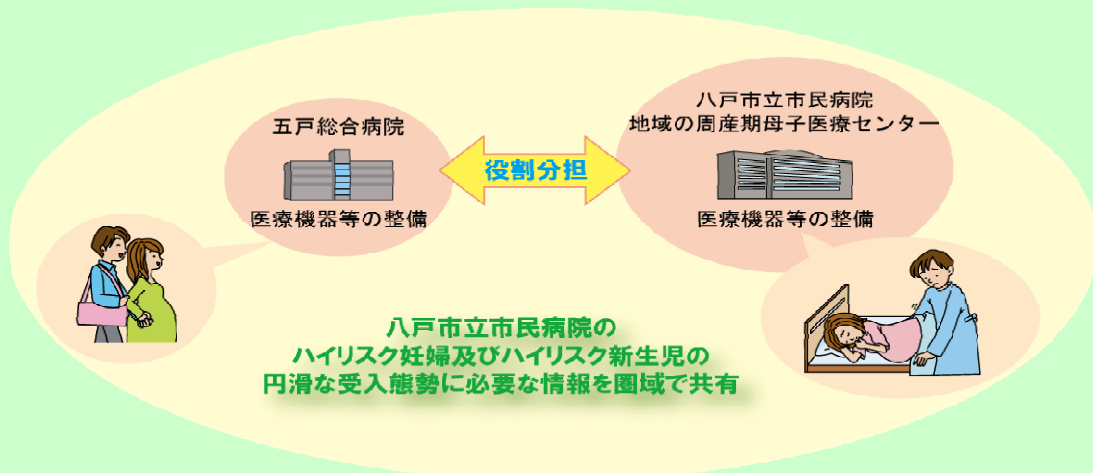 五戸総合病院
医療機器等の整備
役割分担
八戸市立市民病院
地域の周産期母子医療センター
医療機器等の整備
八戸市立市民病院の
ハイリスク妊婦及びハイリスク新生児の
円滑な受入態勢に必要な情報を圏域で共有